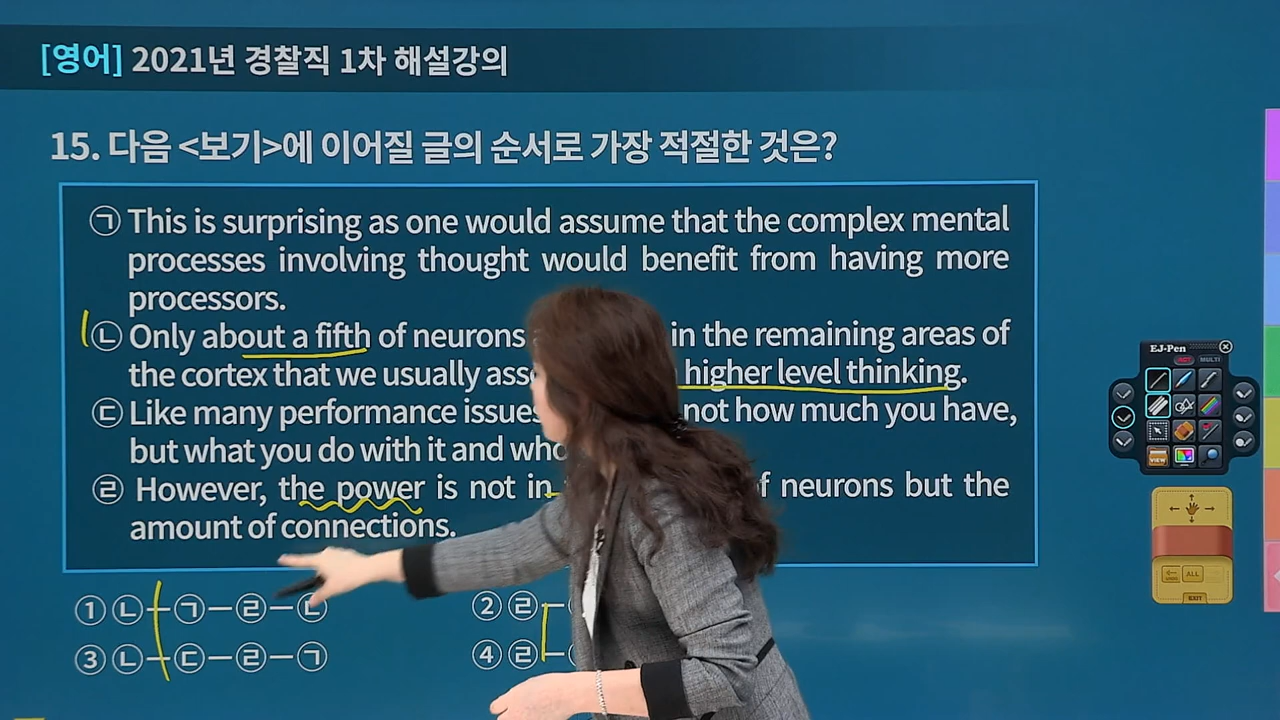 [영어] 2021년 경찰직 1차 해설강의
15. 다음 <보기>에 이어질 글의 순서로 가장 적절한 것은?
㉠ This is surprising as one would assume that the complex mental
processes involving thought would benefit from having more
processors.
㉡ Only about a fifth of neurons in the remaining areas of
the cortex that we usually higher level thinking.
㉢ Like many performance issues not how much you have,
but what you do with it and
㉣ However, the power is not in of neurons but the
amount of connections.
① ㉡－㉠－㉣－㉢
② ㉣－
③ ㉡－㉢－㉣－㉠
④ ㉣－
EJ-Pen
ACT MULTI
VIEW
ALL
EXIT